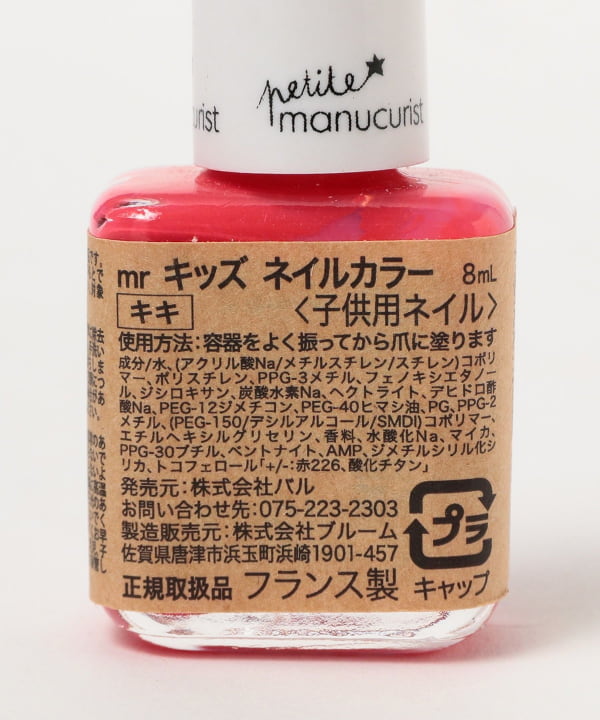 petite
manucurist
urist
mr キッズ ネイルカラー 8mL
キキ 〈子供用ネイル〉
使用方法:容器をよく振ってから爪に塗ります
成分/水、(アクリル酸Na/メチルスチレン/スチレン)コポリ
マー、ポリスチレン、PPG-3メチル、フェノキシエタノー
ル、ジシロキサン、炭酸水素Na、ヘクトライト、デヒドロ酢
酸Na、PEG-12ジメチコン、PEG-40ヒマシ油、PG、PPG-2
メチル、(PEG-150/デシルアルコール/SMDI)コポリマー、
エチルヘキシルグリセリン、香料、水酸化Na、マイカ、
PPG-30ブチル、ベントナイト、AMP、ジメチルシリル化シ
リカ、トコフェロール「+/-:赤226、酸化チタン」
発売元:株式会社バル
お問い合わせ先:075-223-2303
製造販売元:株式会社ブルーム
佐賀県唐津市浜玉町浜崎1901-457
プラ
正規取扱品 フランス製 キャップ